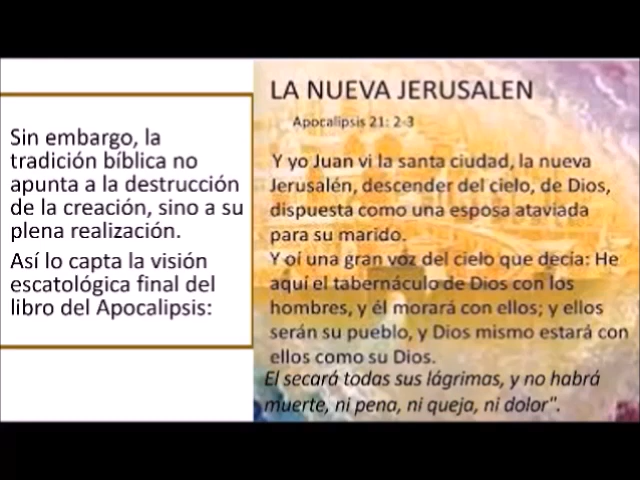 Sin embargo, la
tradición bíblica no
apunta a la destrucción
de la creación, sino a su
plena realización.
Así lo capta la visión
escatológica final del
libro del Apocalipsis:
LA NUEVA JERUSALEN
Apocalipsis 21: 2-3
Y yo Juan vi la santa ciudad, la nueva
Jerusalén, descender del cielo, de Dios,
dispuesta como una esposa ataviada
para su marido.
Y oí una gran voz del cielo que decía: He
aquí el tabernáculo de Dios con los
hombres, y él morará con ellos; y ellos
serán su pueblo, y Dios mismo estará con
ellos como su Dios.
El secará todas sus lágrimas, y no habrá
muerte, ni pena, ni queja, ni dolor".